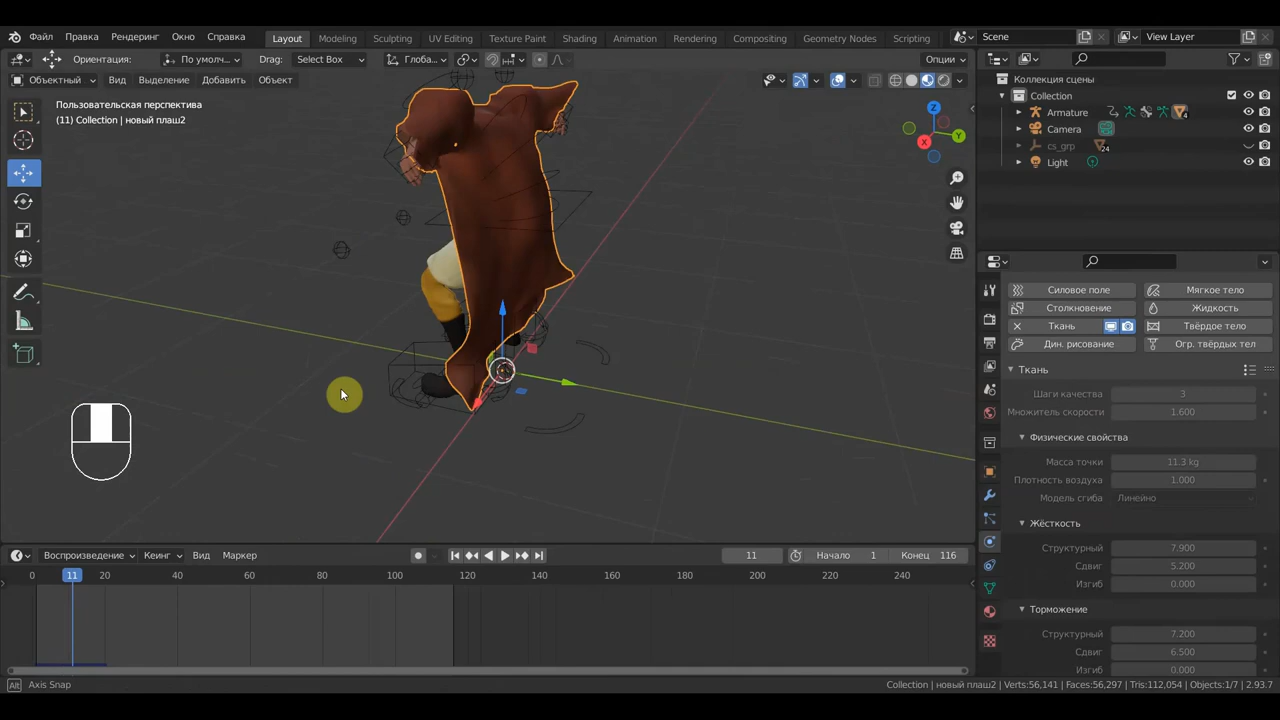 Файл Правка Рендеринг Окно Справка Layout Modeling Sculpting UV Editing Texture Paint Shading Animation Rendering Compositing Geometry Nodes Scripting Scene View Layer
Ориентация: По умолч... Drag: Select Box Глоба... Опции
Объектный Вид Выделение Добавить Объект
Коллекция сцены
Collection
Armature 4
Camera
cs_grp 24
Light
Пользовательская перспектива
(11) Collection | новый плащ2
Z
Y
X
Силовое поле Мягкое тело
Столкновение Жидкость
Ткань Твёрдое тело
Дин. рисование Огр. твёрдых тел
Ткань
Шаги качества 3
Множитель скорости 1.600
Физические свойства
Масса точки 11.3 kg
Плотность воздуха 1.000
Модель сгиба Линейно
Жёсткость
Структурный 7.900
Сдвиг 5.200
Изгиб 0.000
Торможение
Структурный 7.200
Сдвиг 6.500
Изгиб 0.000
Воспроизведение Кеинг Вид Маркер 11 Начало 1 Конец 116
0 11 20 40 60 80 100 120 140 160 180 200 220 240
Alt Axis Snap Collection | новый плащ2 | Verts:56,141 | Faces:56,297 | Tris:112,054 | Objects:1/7 | 2.93.7